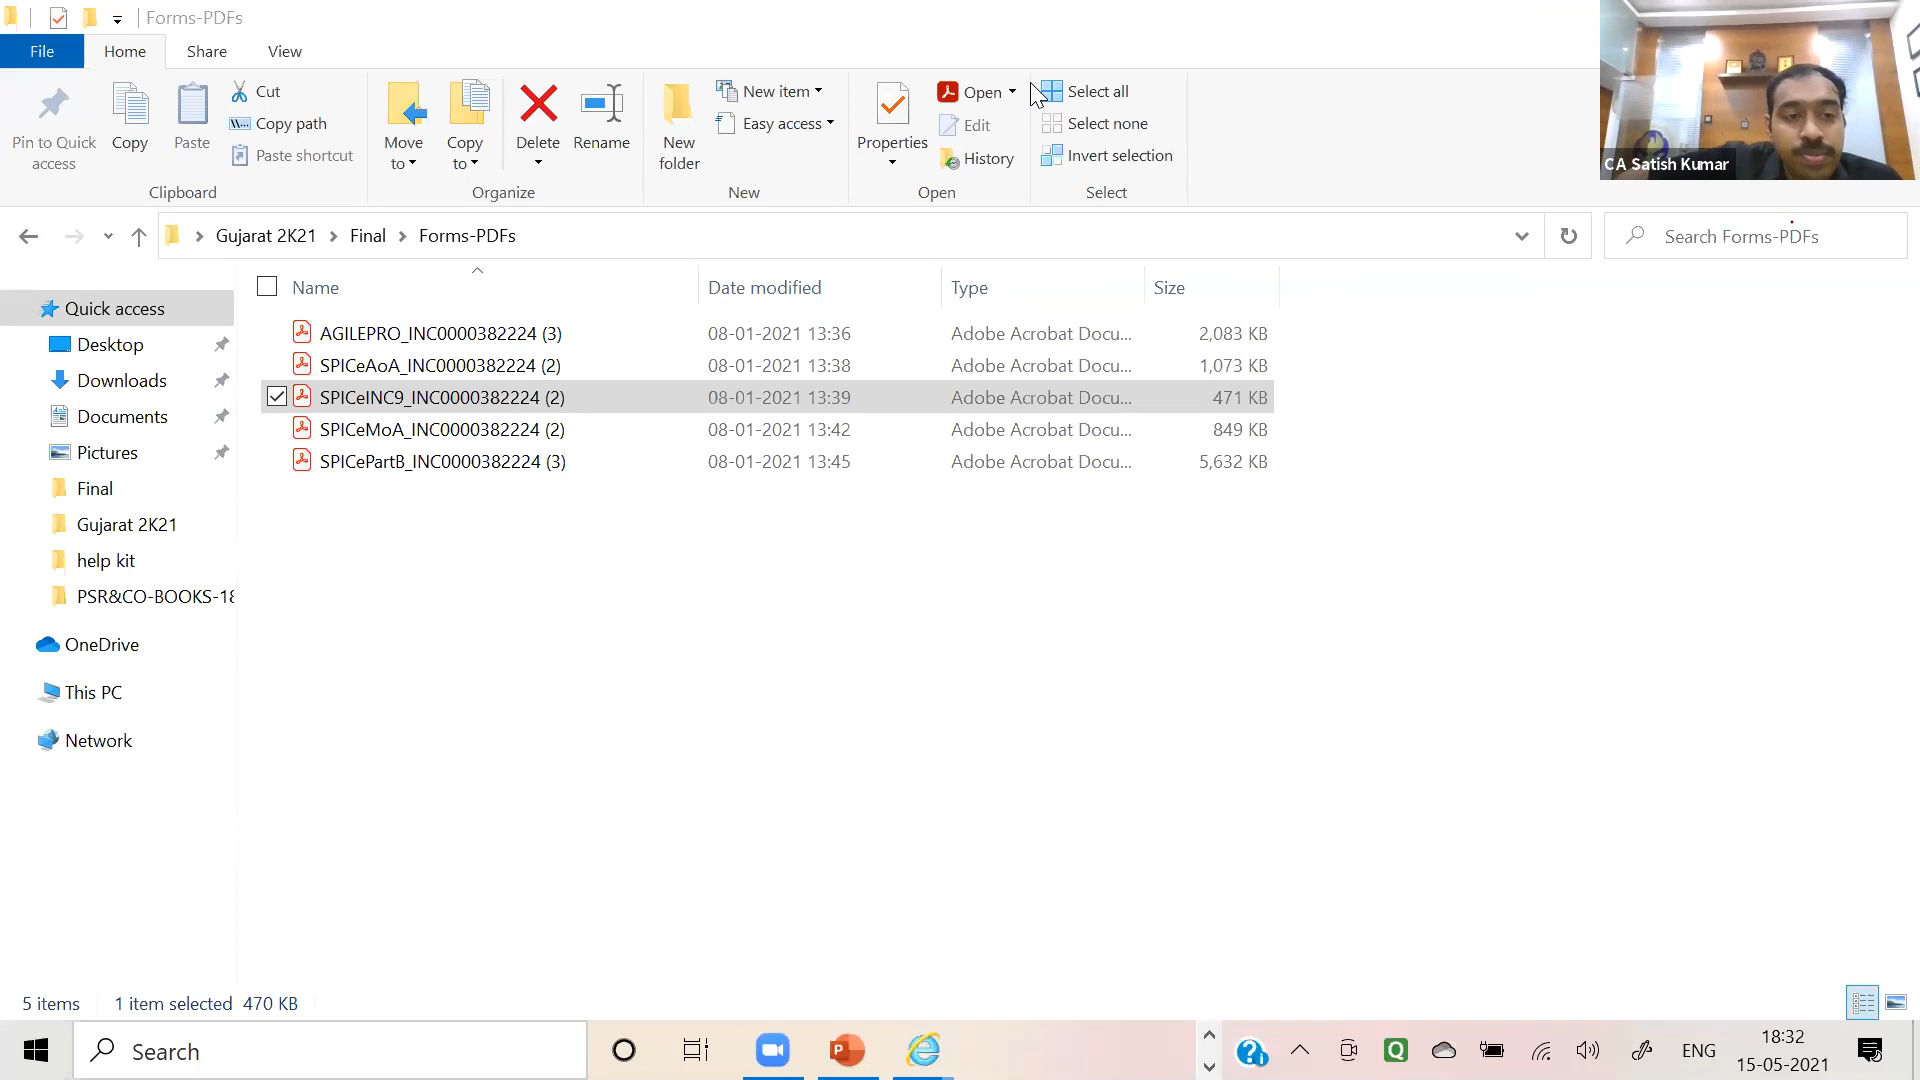 Forms-PDFs
File Home Share View
Pin to Quick access
Copy
Paste
Cut
Copy path
Paste shortcut
Clipboard
Move to
Copy to
Delete
Rename
Organize
New folder
New item
Easy access
New
Properties
Open
Edit
History
Open
Select all
Select none
Invert selection
Select
CA Satish Kumar
Gujarat 2K21 Final Forms-PDFs
Search Forms-PDFs
Name Date modified Type Size
AGILEPRO_INC0000382224 (3) 08-01-2021 13:36 Adobe Acrobat Docu... 2,083 KB
SPICeAoA_INC0000382224 (2) 08-01-2021 13:38 Adobe Acrobat Docu... 1,073 KB
SPICeINC9_INC0000382224 (2) 08-01-2021 13:39 Adobe Acrobat Docu... 471 KB
SPICeMoA_INC0000382224 (2) 08-01-2021 13:42 Adobe Acrobat Docu... 849 KB
SPICePartB_INC0000382224 (3) 08-01-2021 13:45 Adobe Acrobat Docu... 5,632 KB
Quick access
Desktop
Downloads
Documents
Pictures
Final
Gujarat 2K21
help kit
PSR&CO-BOOKS-18
OneDrive
This PC
Network
5 items 1 item selected 470 KB
Search
ENG
18:32
15-05-2021